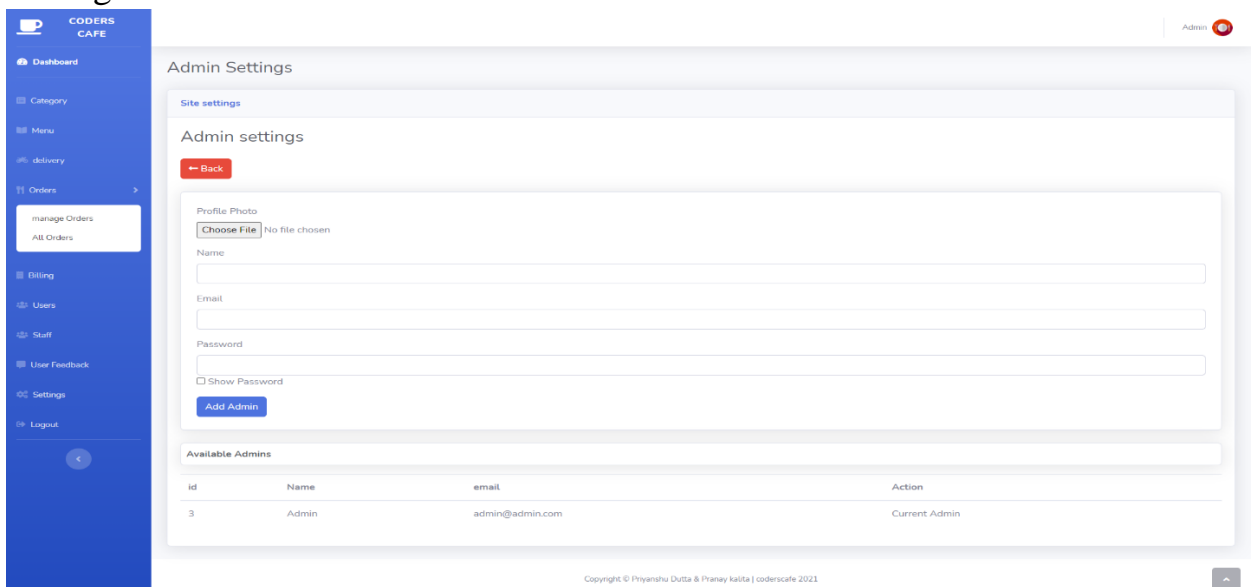 CODERS
CAFE
Admin
Dashboard
Category
Menu
delivery
Orders
manage Orders
All Orders
Billing
Users
Staff
User Feedback
Settings
Logout
Admin Settings
Site settings
Admin settings
← Back
Profile Photo
Choose File No file chosen
Name
Email
Password
Show Password
Add Admin
Available Admins
id Name email Action
3 Admin admin@admin.com Current Admin
Copyright © Priyanshu Dutta & Pranay kalita | coderscafe 2021